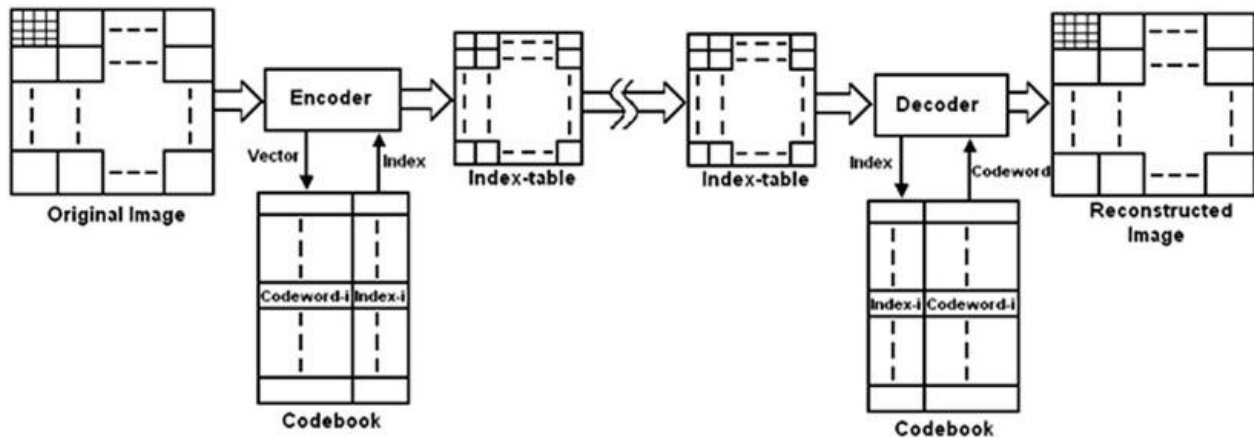 Original Image
Encoder
Vector
Index
Codeword-i
Index-i
Codebook
Index-table
Index-table
Decoder
Index
Codeword
Index-i
Codeword-i
Codebook
Reconstructed
Image